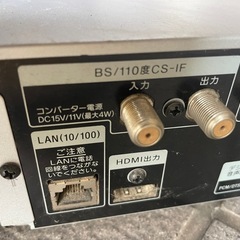 BS/110度CS-IF
コンバーター電源
DC15V/11V(最大4W)
入力
出力
LAN(10/100)
ご注意
LANに電話
回線をつなが
ないでください。
HDMI出力
PCM/DTS